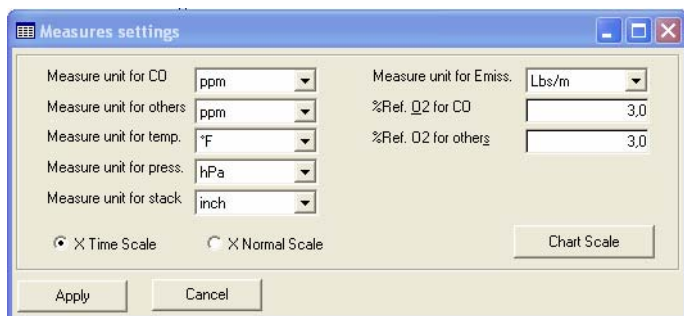 Measures settings
Measure unit for CO ppm Measure unit for Emiss. Lbs/m
Measure unit for others ppm %Ref. O2 for CO 3,0
Measure unit for temp. °F %Ref. O2 for others 3,0
Measure unit for press. hPa
Measure unit for stack inch
X Time Scale X Normal Scale Chart Scale
Apply Cancel